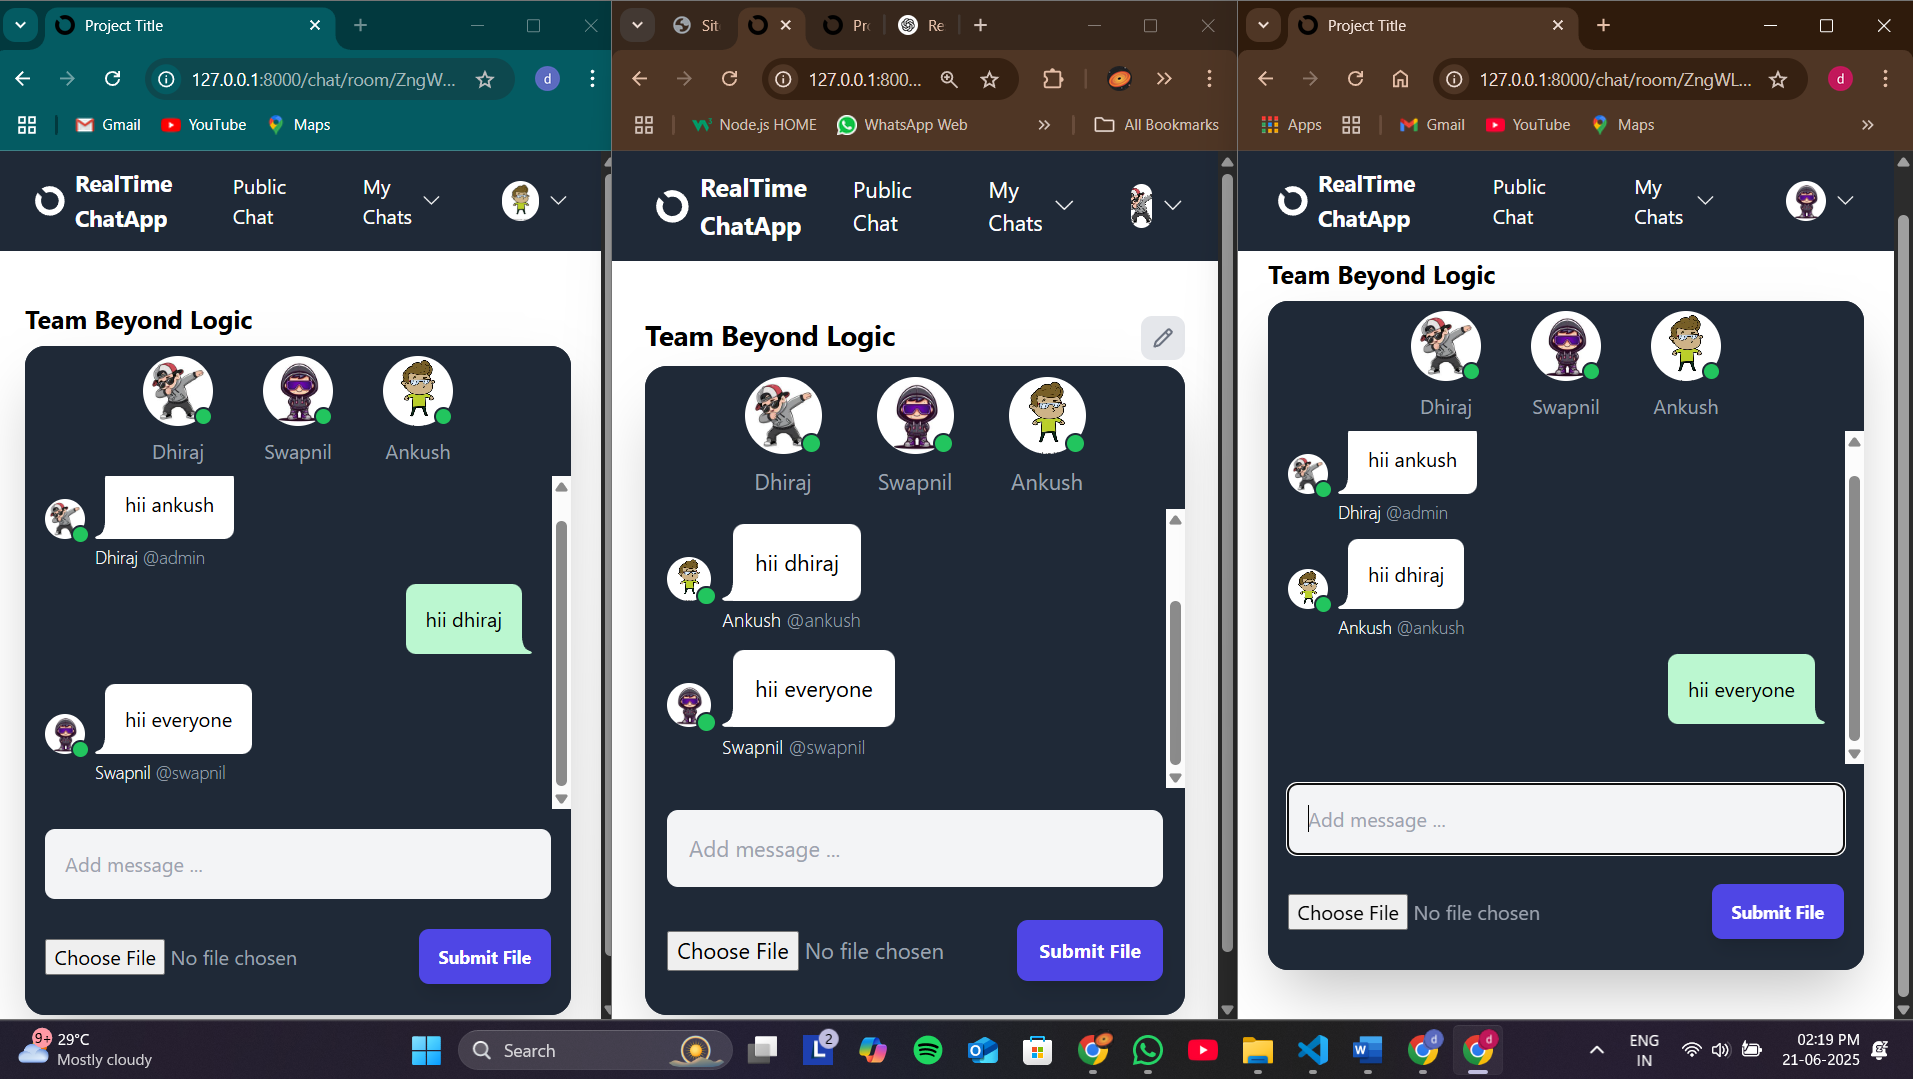 Project Title
127.0.0.1:8000/chat/room/ZngW...
d
Gmail
YouTube
Maps
RealTime
ChatApp
Public
Chat
My
Chats
Team Beyond Logic
Dhiraj
Swapnil
Ankush
hii ankush
Dhiraj @admin
hii dhiraj
hii everyone
Swapnil @swapnil
Add message ...
Choose File No file chosen
Submit File
Sit
Pr
Re
127.0.0.1:800...
Node.js HOME
WhatsApp Web
All Bookmarks
RealTime
ChatApp
Public
Chat
My
Chats
Team Beyond Logic
Dhiraj
Swapnil
Ankush
hii dhiraj
Ankush @ankush
hii everyone
Swapnil @swapnil
Add message ...
Choose File No file chosen
Submit File
Project Title
127.0.0.1:8000/chat/room/ZngWL...
d
Apps
Gmail
YouTube
Maps
RealTime
ChatApp
Public
Chat
My
Chats
Team Beyond Logic
Dhiraj
Swapnil
Ankush
hii ankush
Dhiraj @admin
hii dhiraj
Ankush @ankush
hii everyone
Add message ...
Choose File No file chosen
Submit File
9+
29°C
Mostly cloudy
Search
L
2
d
d
ENG
IN
02:19 PM
21-06-2025